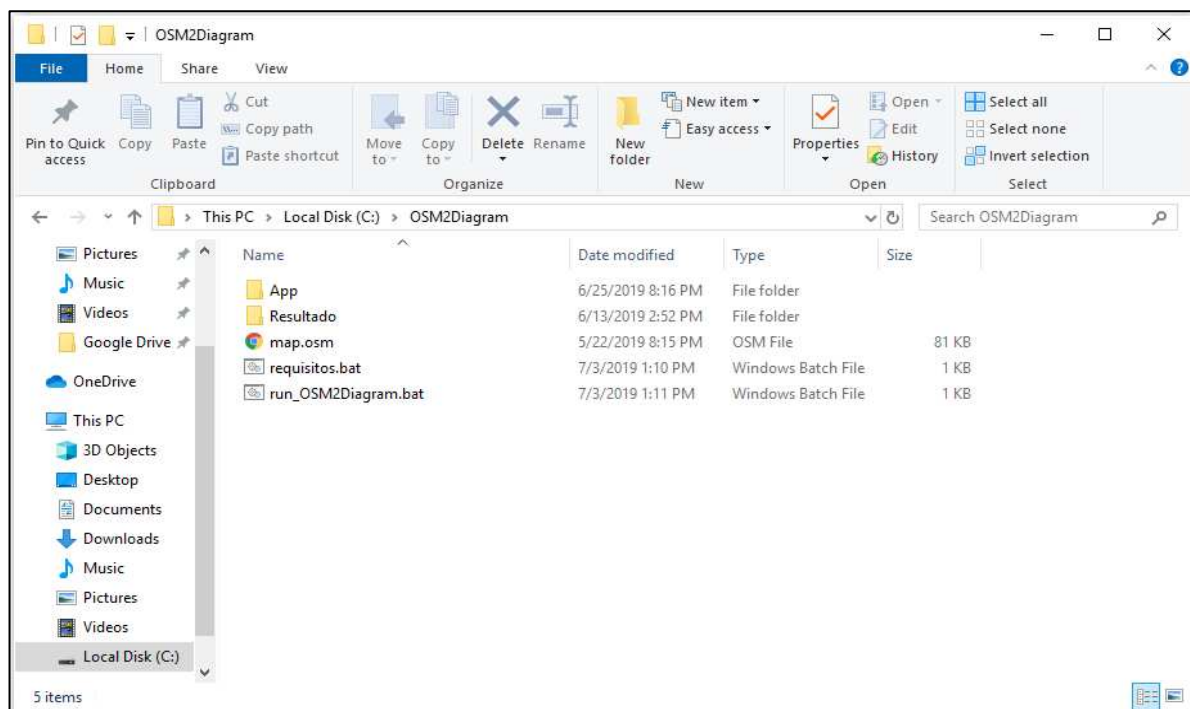 OSM2Diagram
File Home Share View
Pin to Quick access
Copy
Paste
Cut
Copy path
Paste shortcut
Clipboard
Move to
Copy to
Delete
Rename
Organize
New folder
New item
Easy access
New
Properties
Open
Edit
History
Open
Select all
Select none
Invert selection
Select
This PC > Local Disk (C:) > OSM2Diagram
Search OSM2Diagram
Pictures
Music
Videos
Google Drive
OneDrive
This PC
3D Objects
Desktop
Documents
Downloads
Music
Pictures
Videos
Local Disk (C:)
Name Date modified Type Size
App 6/25/2019 8:16 PM File folder
Resultado 6/13/2019 2:52 PM File folder
map.osm 5/22/2019 8:15 PM OSM File 81 KB
requisitos.bat 7/3/2019 1:10 PM Windows Batch File 1 KB
run_OSM2Diagram.bat 7/3/2019 1:11 PM Windows Batch File 1 KB
5 items